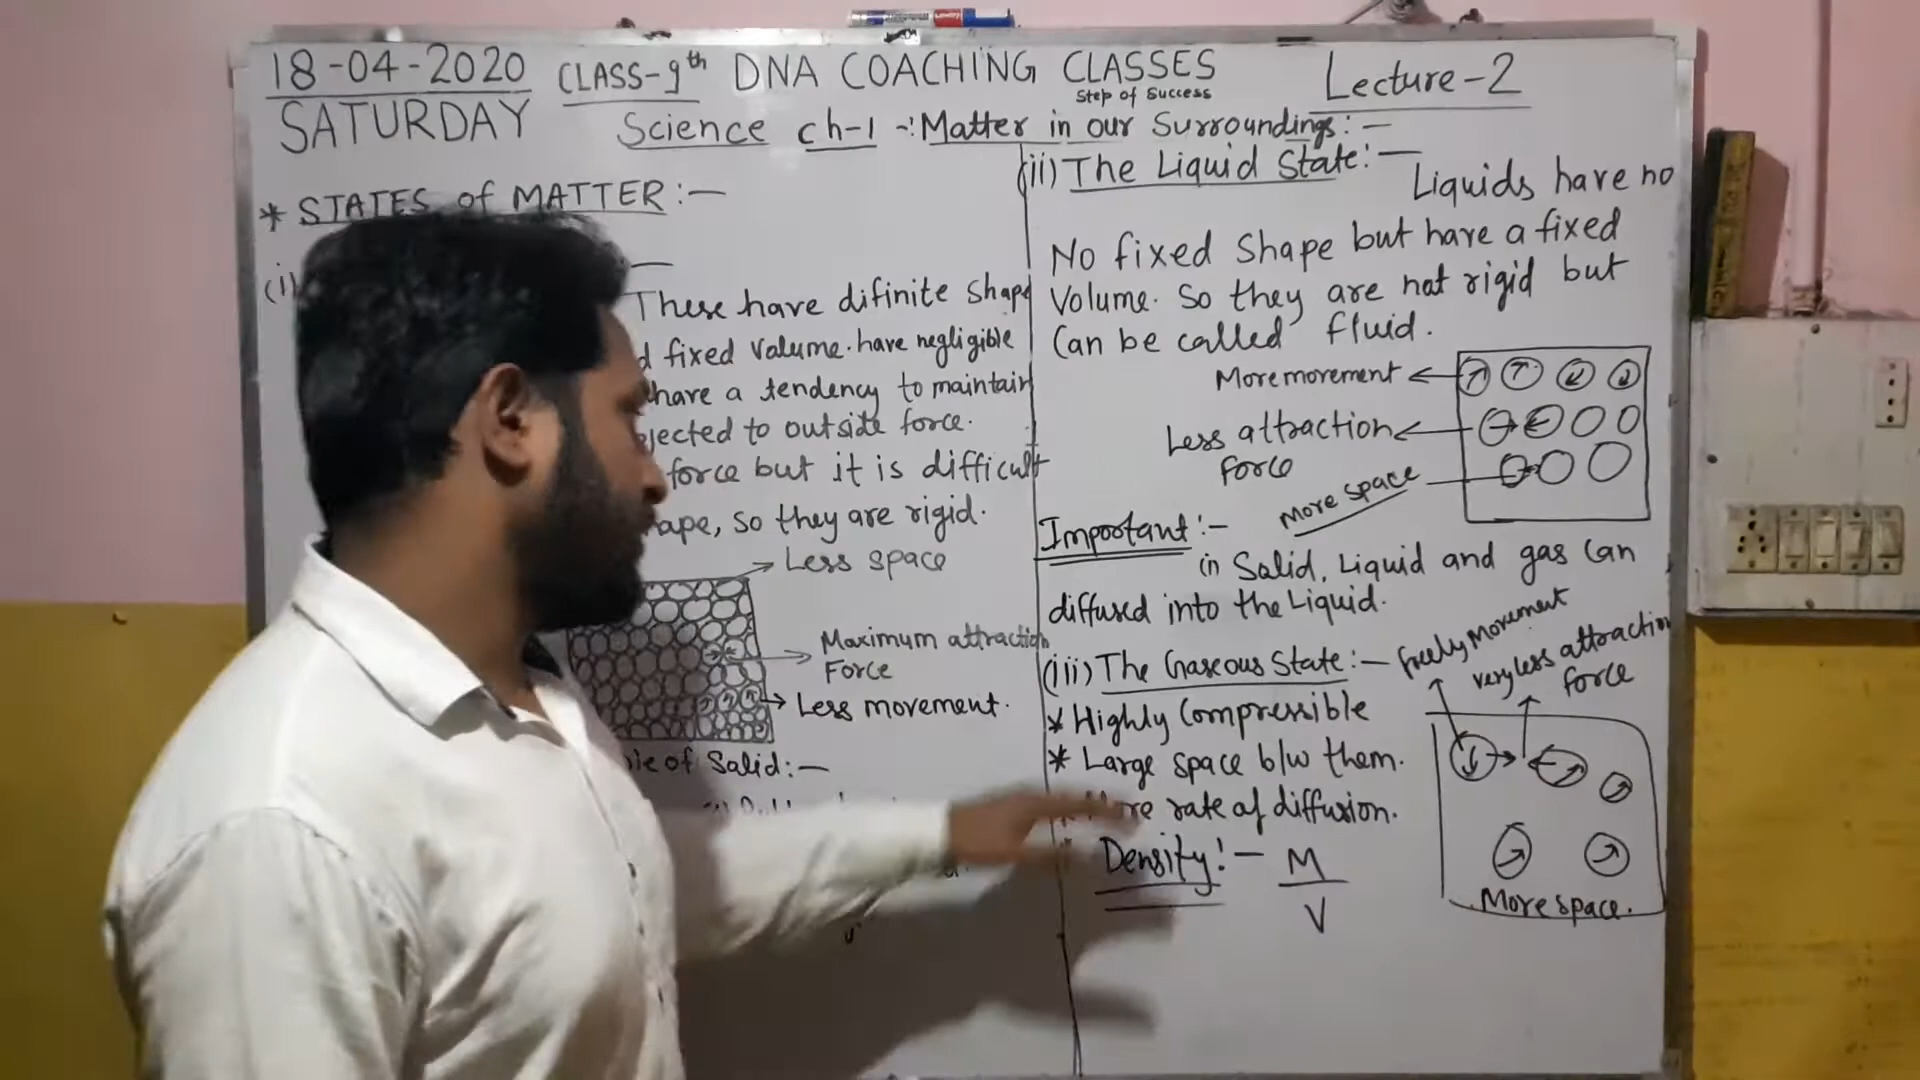 18-04-2020 CLASS-9th DNA COACHING CLASSES Lecture-2
Step of Success
SATURDAY Science ch-1 :- Matter in our Surroundings:-
* STATES of MATTER:-
(i)
These have difinite Shape
d fixed Valume. have negligible
have a tendency to maintain
jected to outside force.
force but it is difficult
hape, so they are rigid.
Less space
Maximum attraction
Force
Less movement.
ple of Salid:-
(ii) The Liquid State:-
Liquids have no
No fixed Shape but have a fixed
Volume. So they are not rigid but
Can be called fluid.
More movement
Less attraction
force
More space
Important:-
(i) Salid, Liquid and gas Can
diffused into the Liquid.
(iii) The Gaseous State:-
freely Movement
very less attraction
force
* Highly Compressible
* Large space b/w them.
* More rate of diffusion.
* Density:- M
V
More space.